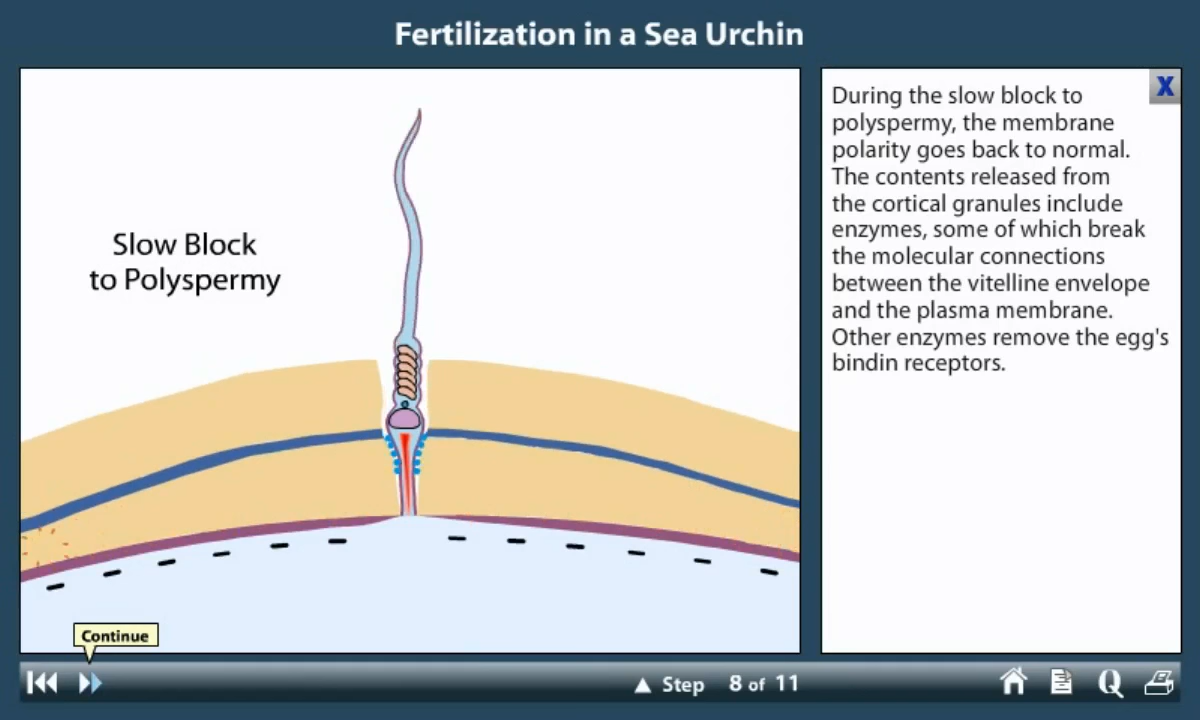 Fertilization in a Sea Urchin
Slow Block
to Polyspermy
X
During the slow block to
polyspermy, the membrane
polarity goes back to normal.
The contents released from
the cortical granules include
enzymes, some of which break
the molecular connections
between the vitelline envelope
and the plasma membrane.
Other enzymes remove the egg's
bindin receptors.
Continue
Step 8 of 11
Q